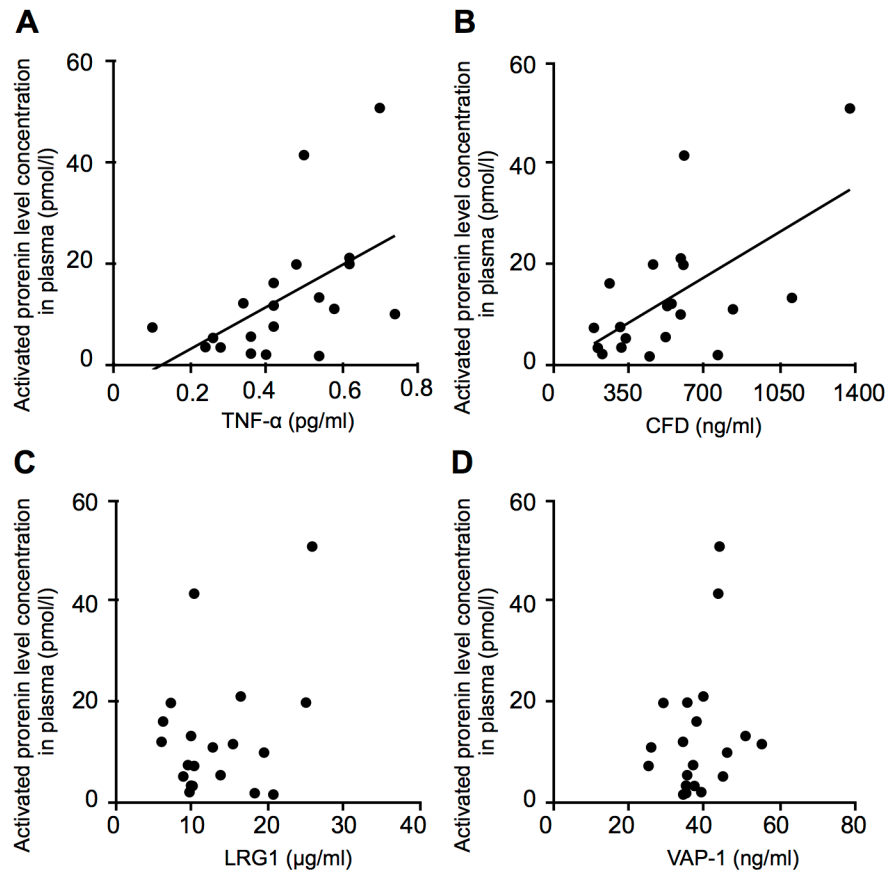 A
Activated prorenin level concentration
in plasma (pmol/l)
60
40
20
0
0
0.2
0.4
0.6
0.8
TNF-α (pg/ml)
B
Activated prorenin level concentration
in plasma (pmol/l)
60
40
20
0
0
350
700
1050
1400
CFD (ng/ml)
C
Activated prorenin level concentration
in plasma (pmol/l)
60
40
20
0
0
10
20
30
40
LRG1 (μg/ml)
D
Activated prorenin level concentration
in plasma (pmol/l)
60
40
20
0
0
20
40
60
80
VAP-1 (ng/ml)